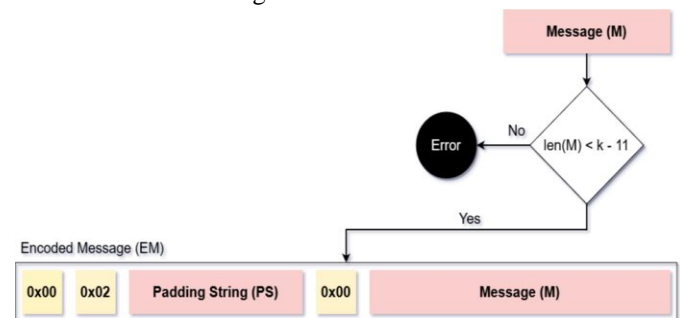 Message (M)
No
Error
len(M) < k - 11
Yes
Encoded Message (EM)
0x00 0x02 Padding String (PS) 0x00 Message (M)